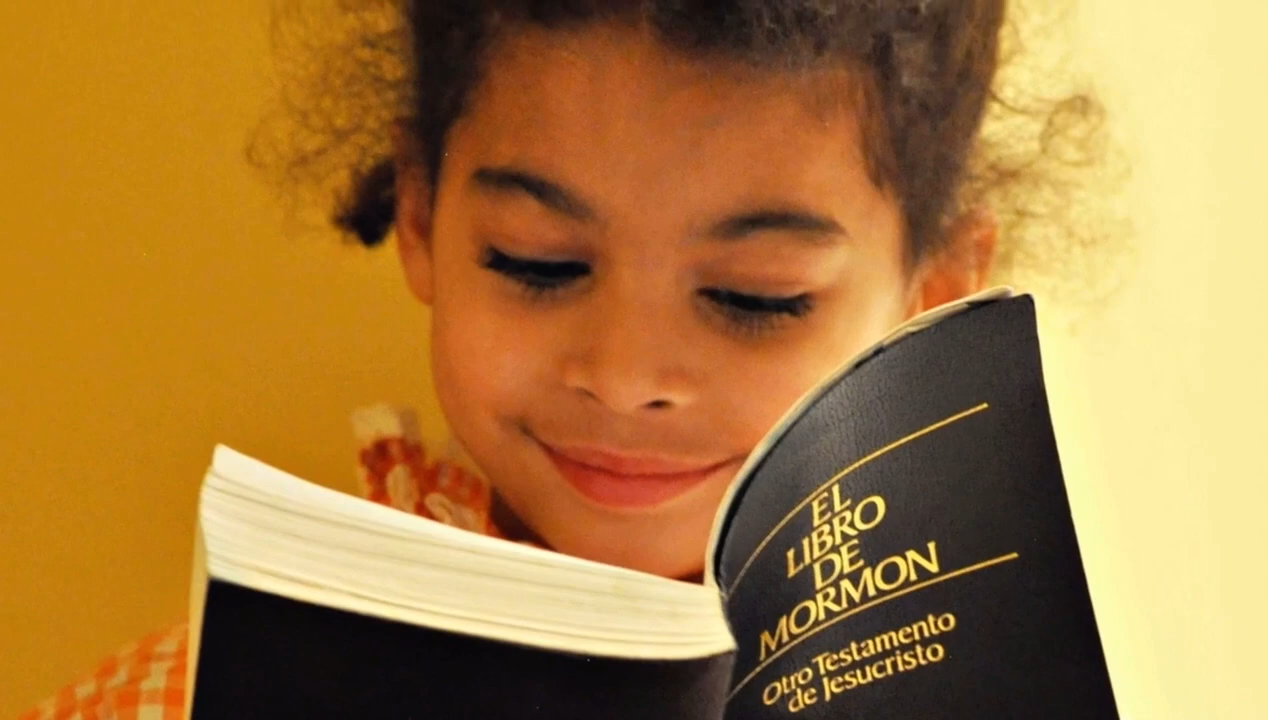 EL
LIBRO
DE
MORMON
Otro Testamento
de Jesucristo